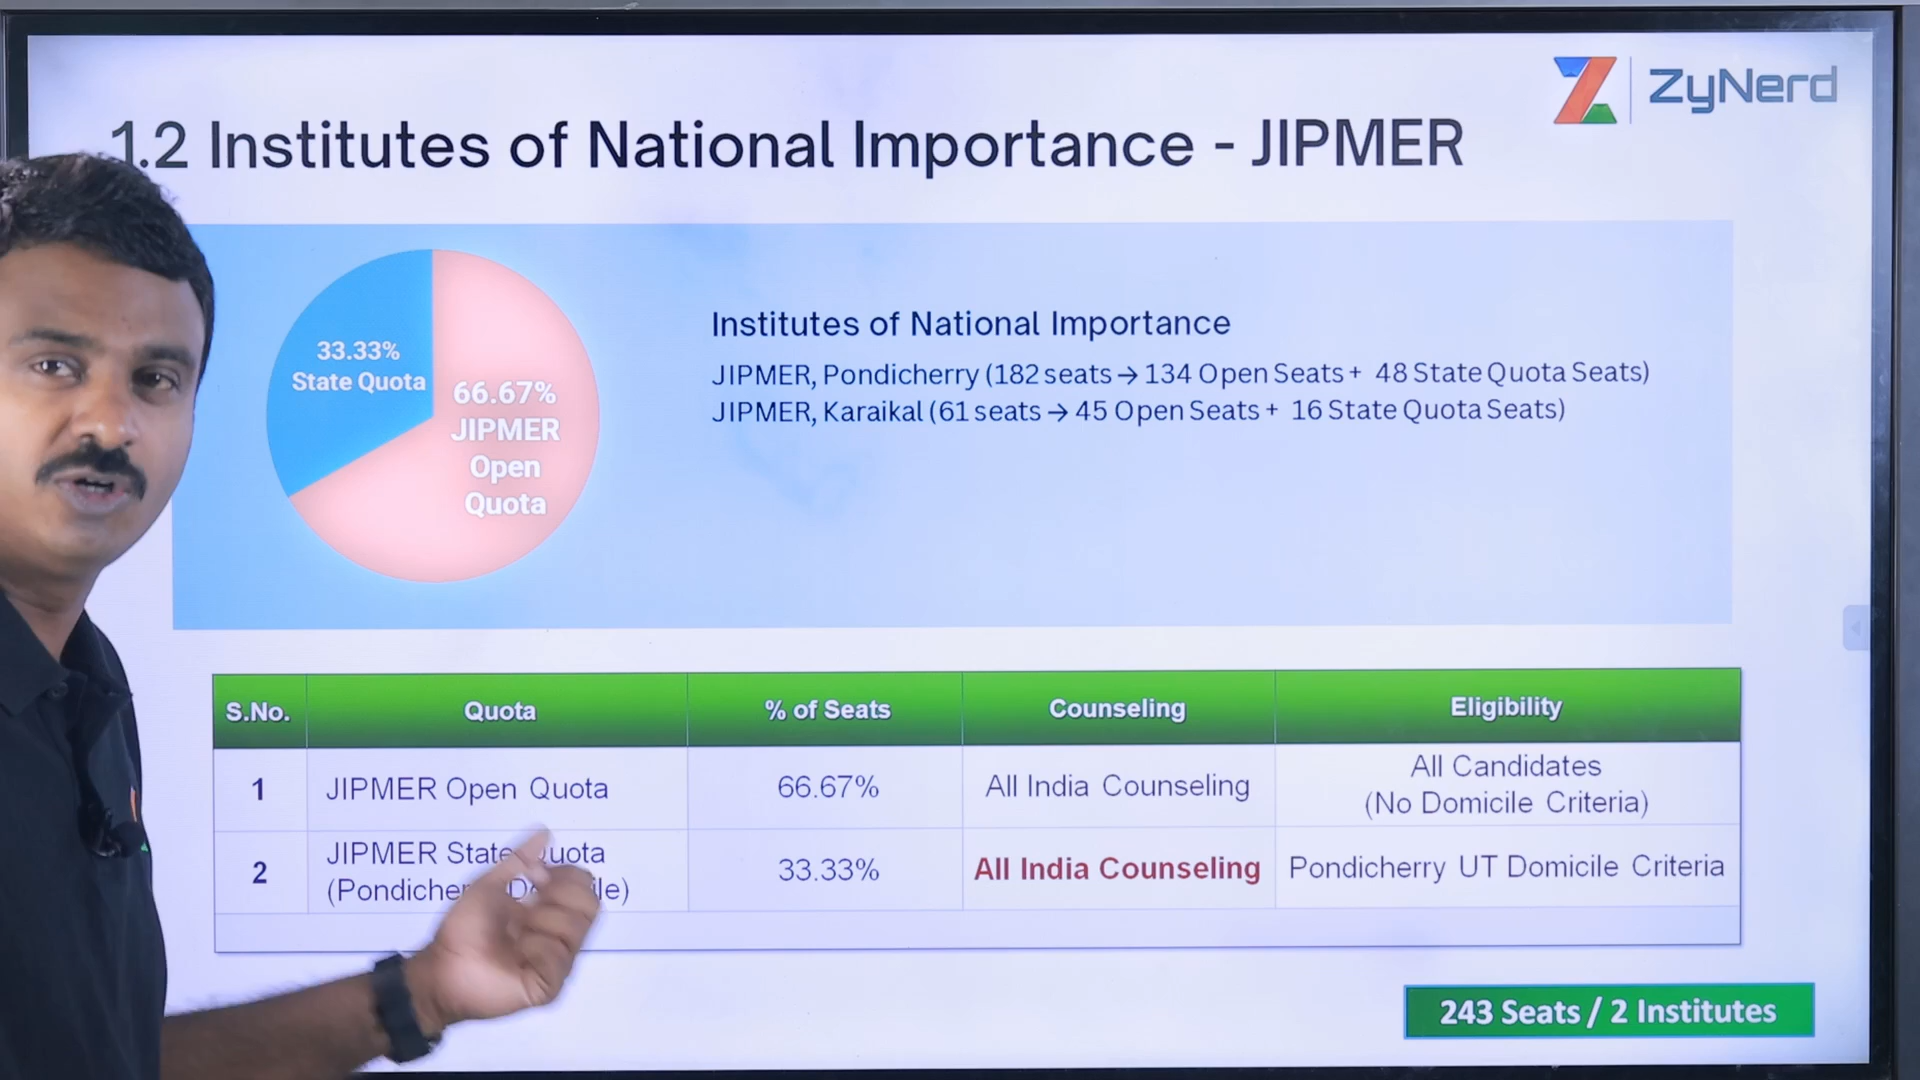 ZyNerd
1.2 Institutes of National Importance - JIPMER
33.33%
State Quota
66.67%
JIPMER
Open
Quota
Institutes of National Importance
JIPMER, Pondicherry (182 seats → 134 Open Seats + 48 State Quota Seats)
JIPMER, Karaikal (61 seats → 45 Open Seats + 16 State Quota Seats)
S.No. Quota % of Seats Counseling Eligibility
1 JIPMER Open Quota 66.67% All India Counseling All Candidates
(No Domicile Criteria)
2 JIPMER State Quota 33.33% All India Counseling Pondicherry UT Domicile Criteria
(Pondicherry Domicile)
243 Seats / 2 Institutes